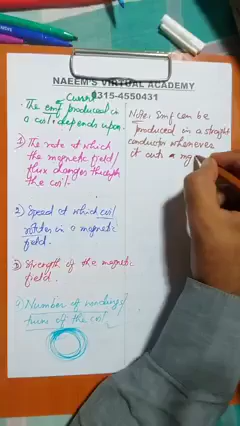 NAEEM'S VIRTUAL ACADEMY
0315-4550431
Current
• The emf produced in
a coil depends upon.
1) The rate at which
the magnetic field/
flux changes through
the coil.
2) Speed at which coil
rotates in a magnetic
field.
3) Strength of the magnetic
field.
4) Number of windings/
turns of the coil
Note: Emf can be
produced in a straight
conductor whenever
it cuts a mg